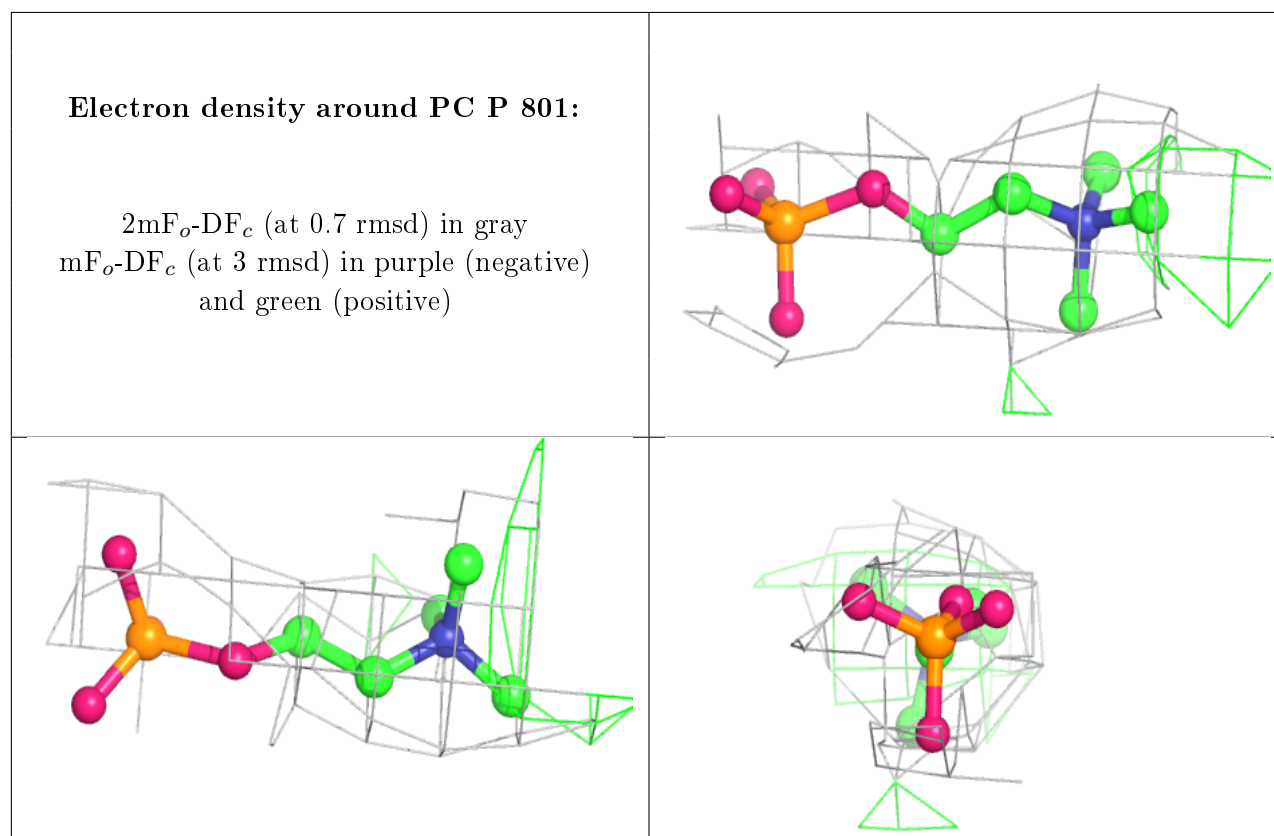 Electron density around PC P 801:
2mFo-DFc (at 0.7 rmsd) in gray
mFo-DFc (at 3 rmsd) in purple (negative)
and green (positive)